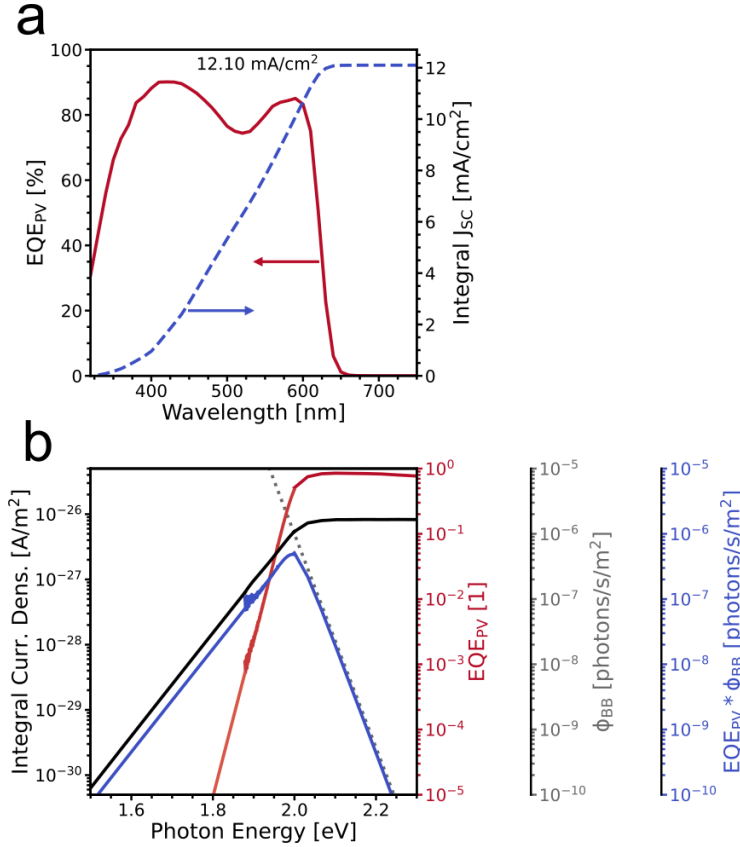 a
12.10 mA/cm²
100
80
60
40
20
0
EQE_PV [%]
12
10
8
6
4
2
0
Integral J_SC [mA/cm²]
400 500 600 700
Wavelength [nm]
b
10⁻²⁶
10⁻²⁷
10⁻²⁸
10⁻²⁹
10⁻³⁰
Integral Curr. Dens. [A/m²]
1.6 1.8 2.0 2.2
Photon Energy [eV]
10⁰
10⁻¹
10⁻²
10⁻³
10⁻⁴
10⁻⁵
EQE_PV [1]
10⁻⁵
10⁻⁶
10⁻⁷
10⁻⁸
10⁻⁹
10⁻¹⁰
ϕ_BB [photons/s/m²]
10⁻⁵
10⁻⁶
10⁻⁷
10⁻⁸
10⁻⁹
10⁻¹⁰
EQE_PV * ϕ_BB [photons/s/m²]